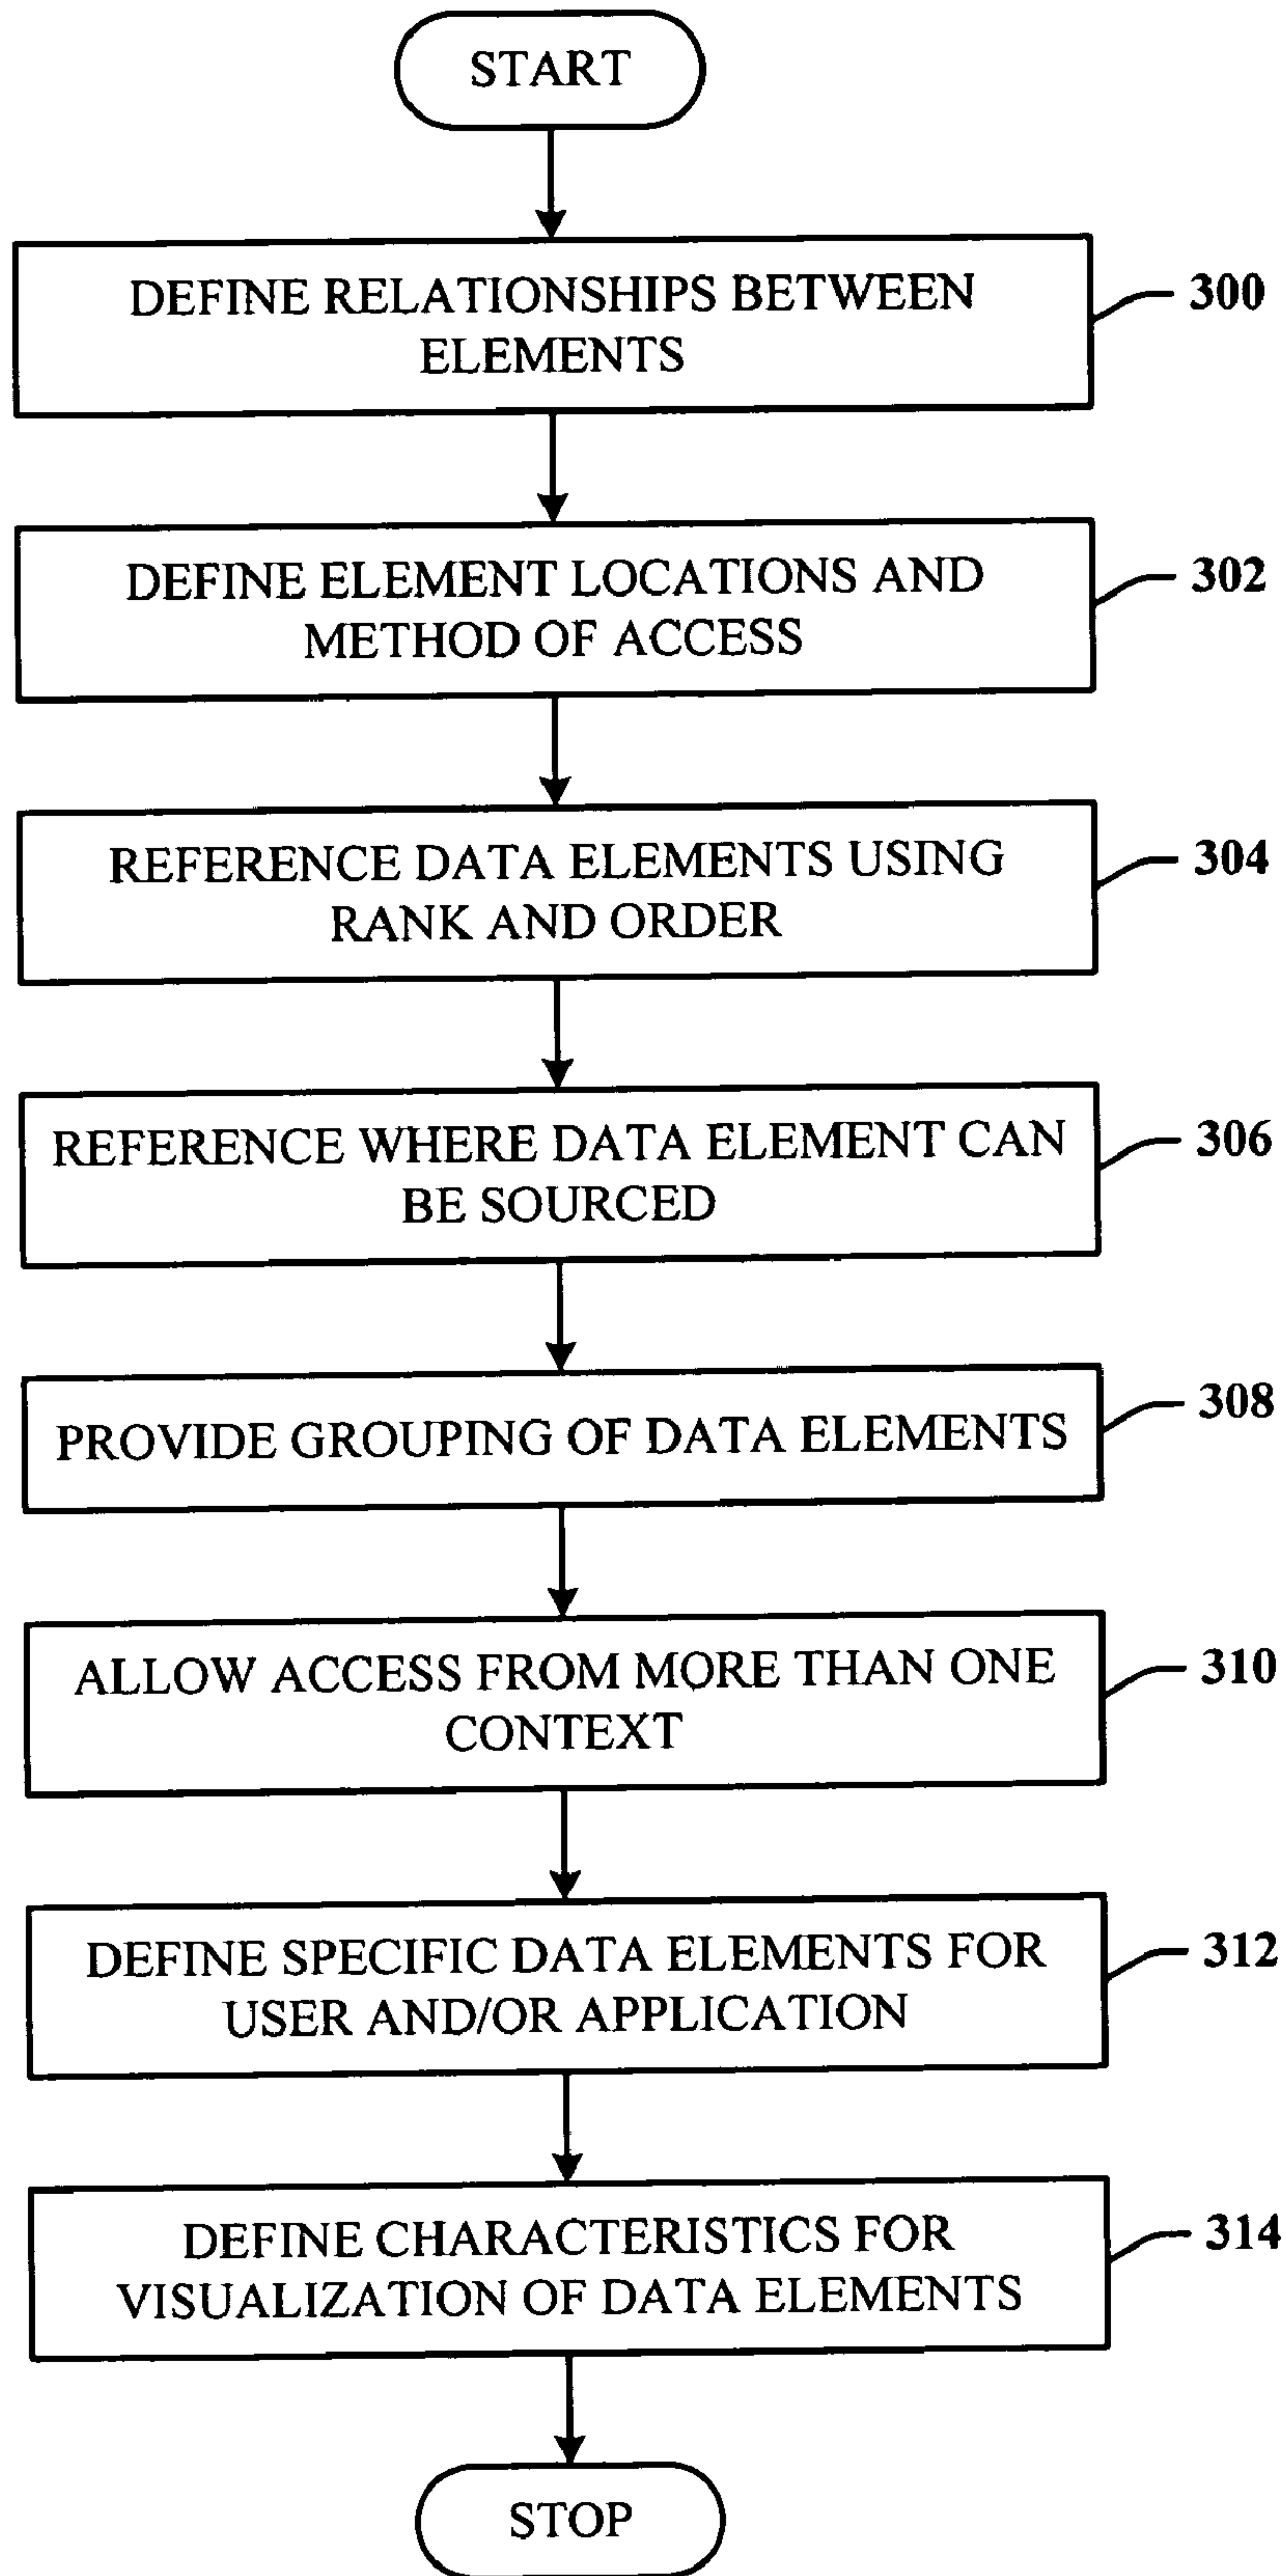 START
DEFINE RELATIONSHIPS BETWEEN
ELEMENTS
300
DEFINE ELEMENT LOCATIONS AND
METHOD OF ACCESS
302
REFERENCE DATA ELEMENTS USING
RANK AND ORDER
304
REFERENCE WHERE DATA ELEMENT CAN
BE SOURCED
306
PROVIDE GROUPING OF DATA ELEMENTS
308
ALLOW ACCESS FROM MORE THAN ONE
CONTEXT
310
DEFINE SPECIFIC DATA ELEMENTS FOR
USER AND/OR APPLICATION
312
DEFINE CHARACTERISTICS FOR
VISUALIZATION OF DATA ELEMENTS
314
STOP